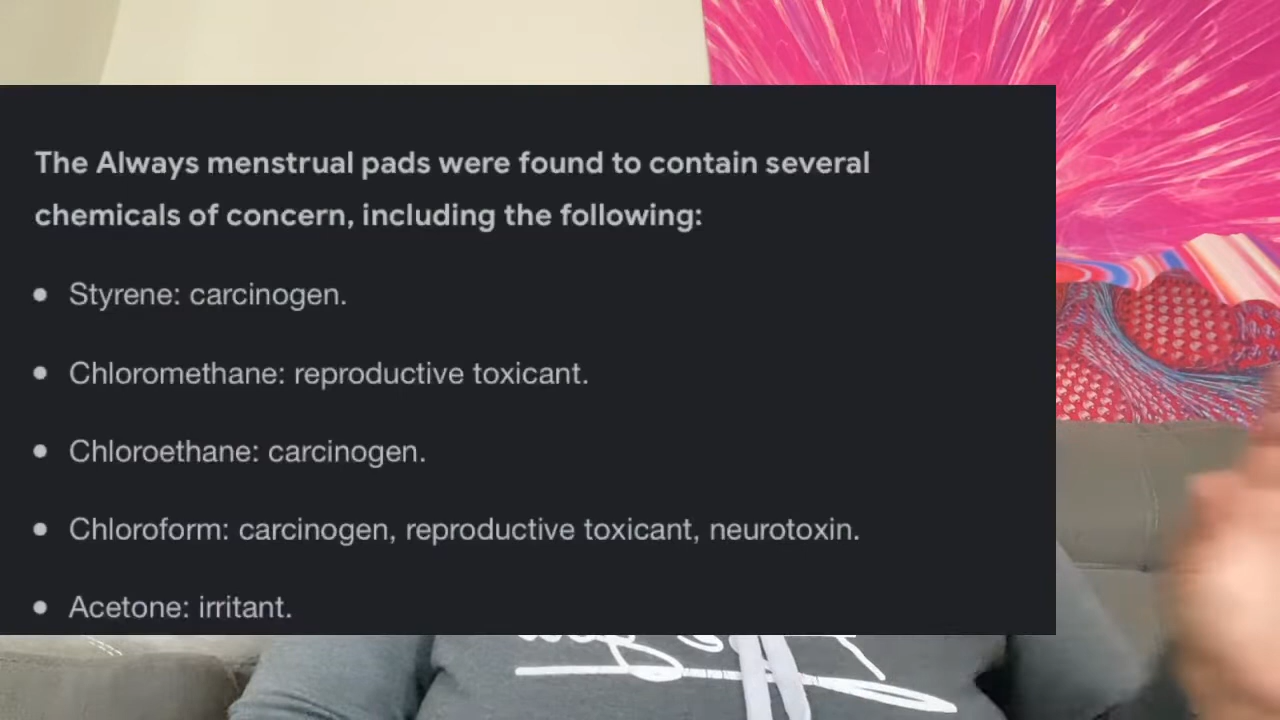 The Always menstrual pads were found to contain several
chemicals of concern, including the following:
Styrene: carcinogen.
Chloromethane: reproductive toxicant.
Chloroethane: carcinogen.
Chloroform: carcinogen, reproductive toxicant, neurotoxin.
Acetone: irritant.